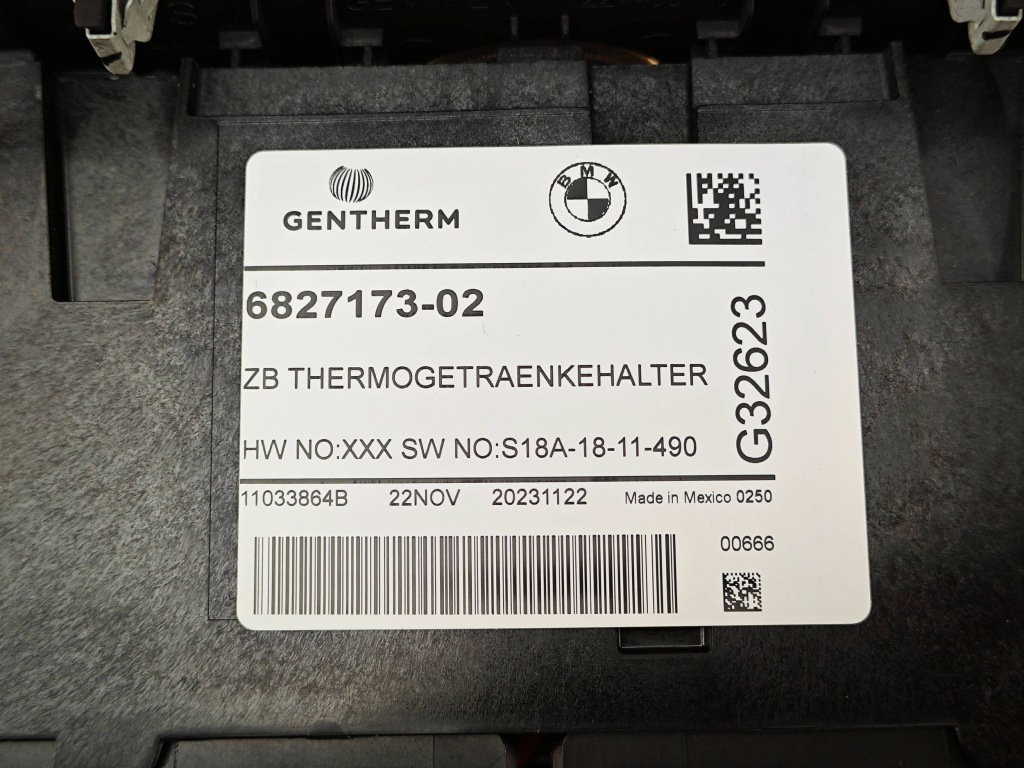 GENTHERM
BMW
6827173-02
ZB THERMOGETRAENKEHALTER
HW NO:XXX SW NO:S18A-18-11-490
G32623
11033864B 22NOV 20231122 Made in Mexico 0250
00666